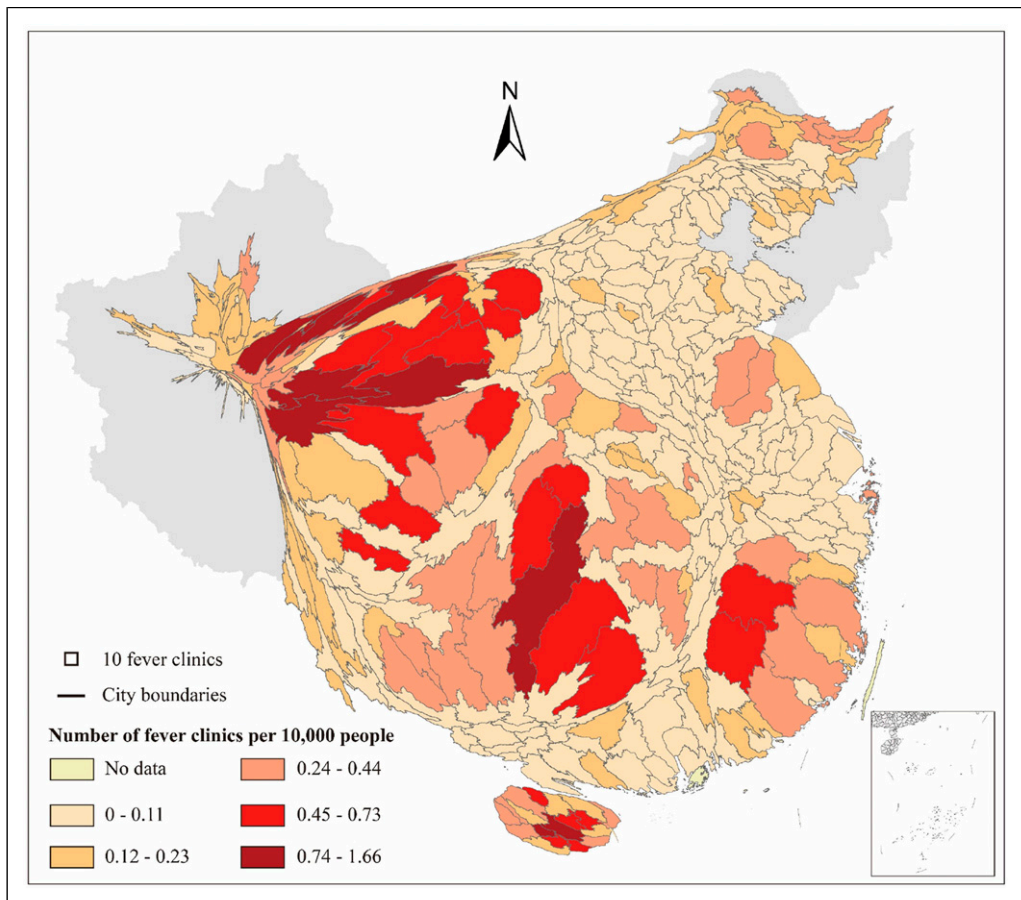 N
10 fever clinics
City boundaries
Number of fever clinics per 10,000 people
No data
0.24 - 0.44
0 - 0.11
0.45 - 0.73
0.12 - 0.23
0.74 - 1.66